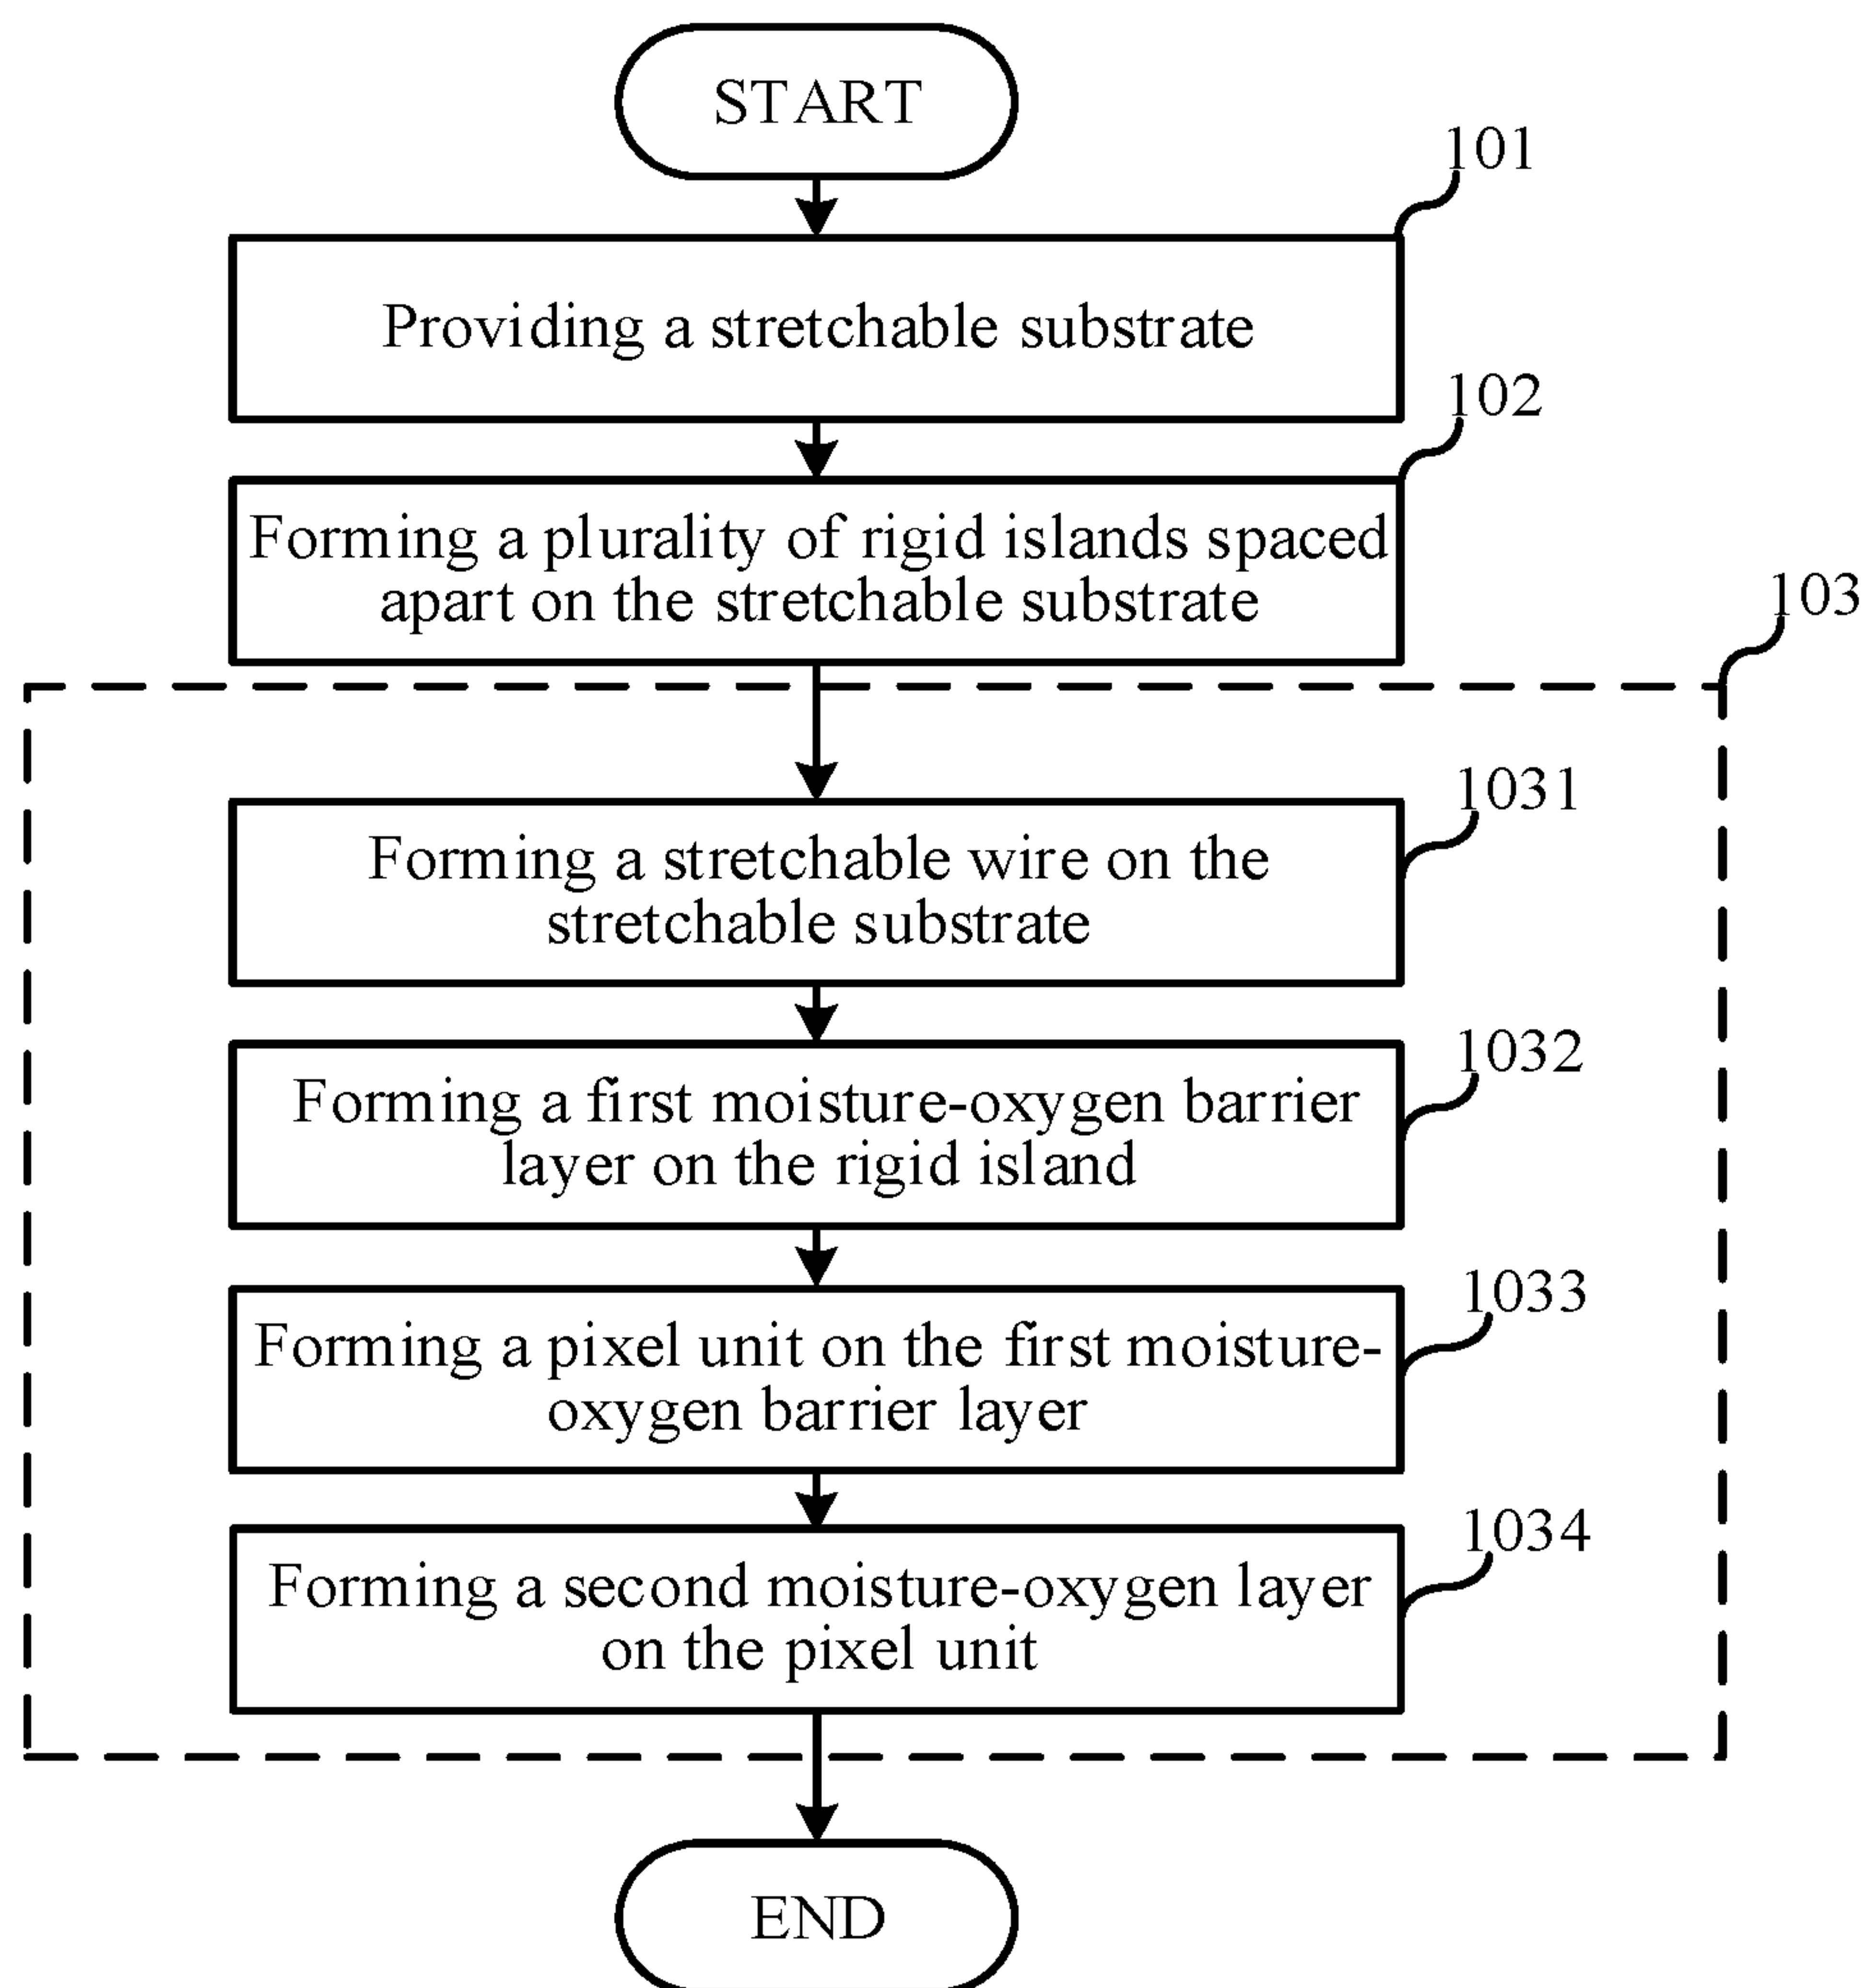 START
101
Providing a stretchable substrate
102
Forming a plurality of rigid islands spaced
apart on the stretchable substrate
103
1031
Forming a stretchable wire on the
stretchable substrate
1032
Forming a first moisture-oxygen barrier
layer on the rigid island
1033
Forming a pixel unit on the first moisture-
oxygen barrier layer
1034
Forming a second moisture-oxygen layer
on the pixel unit
END